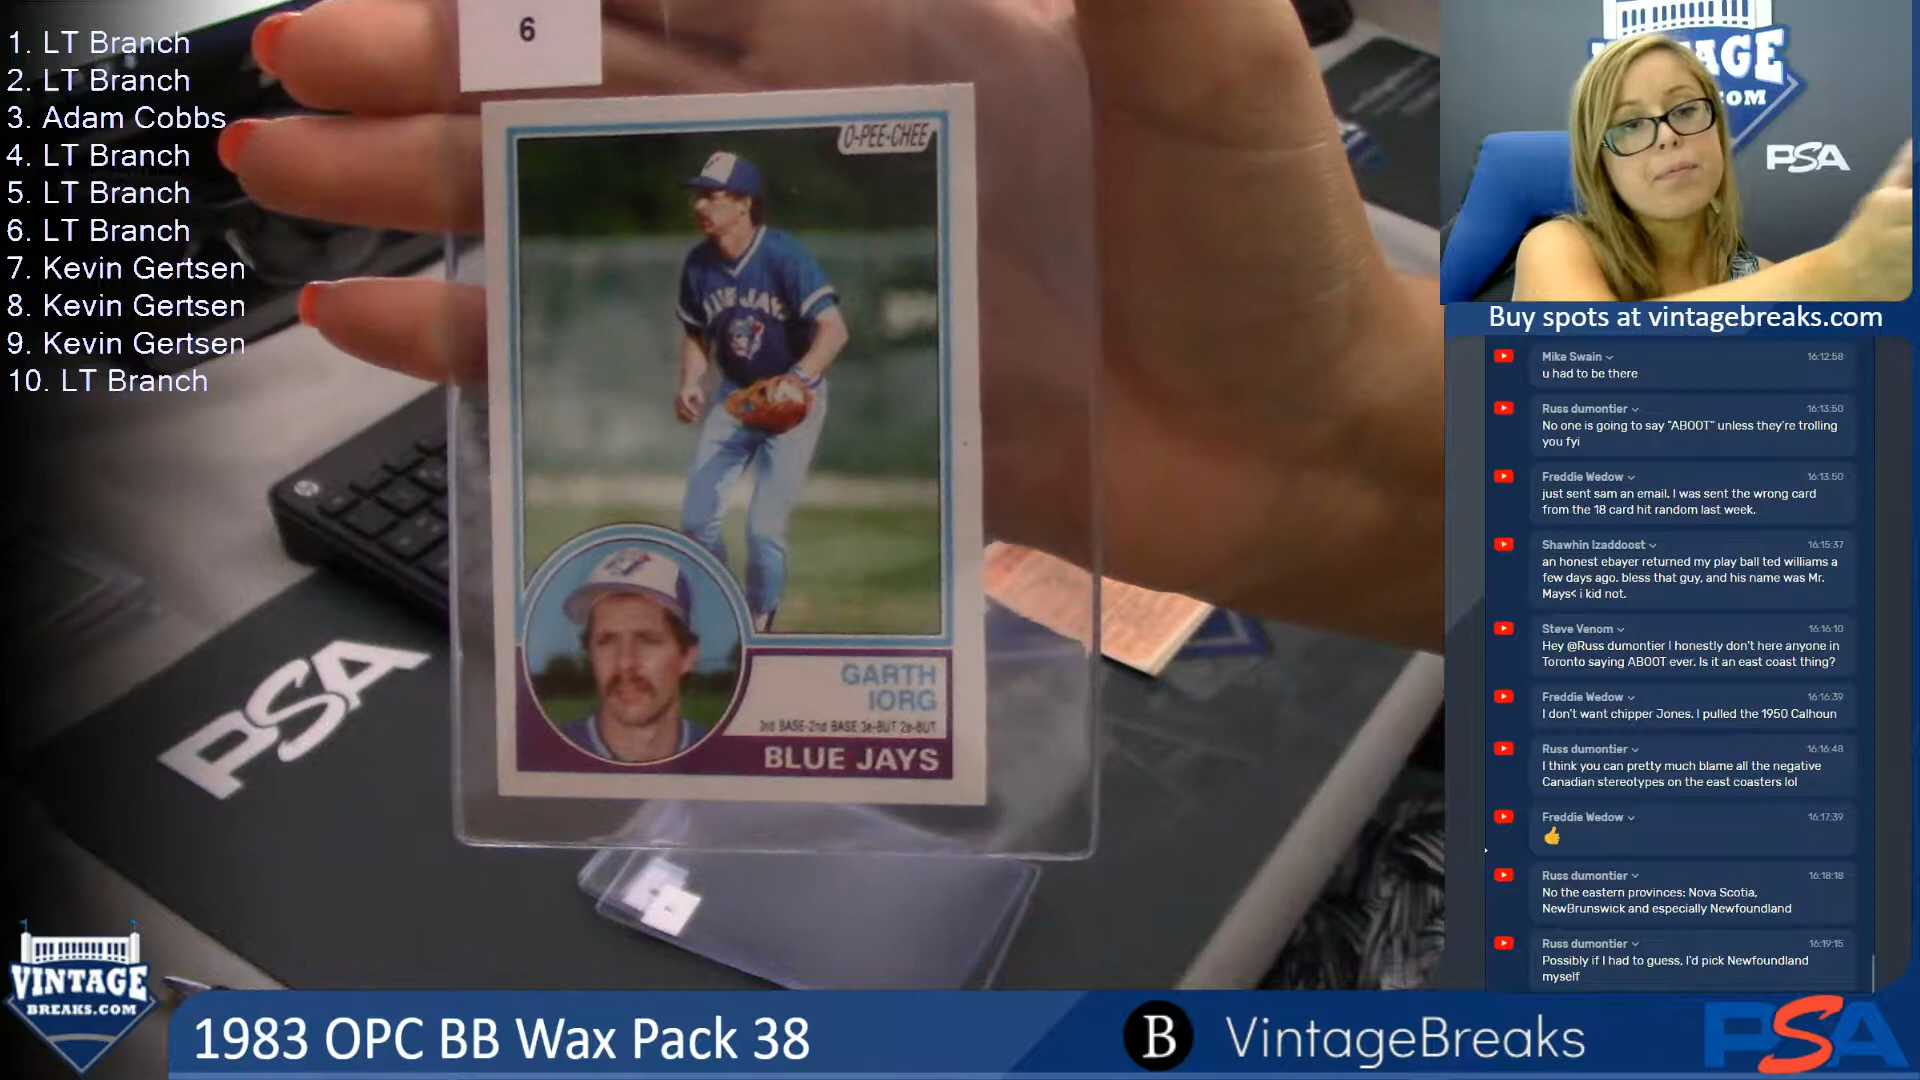 1. LT Branch
2. LT Branch
3. Adam Cobbs
4. LT Branch
5. LT Branch
6. LT Branch
7. Kevin Gertsen
8. Kevin Gertsen
9. Kevin Gertsen
10. LT Branch
6
O-PEE-CHEE
GARTH
IORG
3rd BASE-2nd BASE 3e-BUT 2e-BUT
BLUE JAYS
PSA
AGE
.COM
PSA
Buy spots at vintagebreaks.com
Mike Swain 16:12:58
u had to be there
Russ dumontier 16:13:50
No one is going to say "ABOOT" unless they're trolling
you fyi
Freddie Wedow 16:13:50
just sent sam an email. I was sent the wrong card
from the 18 card hit random last week.
Shawhin Izaddoost 16:15:37
an honest ebayer returned my play ball ted williams a
few days ago. bless that guy, and his name was Mr.
Mays< i kid not.
Steve Venom 16:16:10
Hey @Russ dumontier I honestly don't here anyone in
Toronto saying ABOOT ever. Is it an east coast thing?
Freddie Wedow 16:16:39
I don't want chipper Jones. I pulled the 1950 Calhoun
Russ dumontier 16:16:48
I think you can pretty much blame all the negative
Canadian stereotypes on the east coasters lol
Freddie Wedow 16:17:39
👍
Russ dumontier 16:18:18
No the eastern provinces: Nova Scotia,
NewBrunswick and especially Newfoundland
Russ dumontier 16:19:15
Possibly if I had to guess, I'd pick Newfoundland
myself
VINTAGE
BREAKS.COM
1983 OPC BB Wax Pack 38
B VintageBreaks
PSA